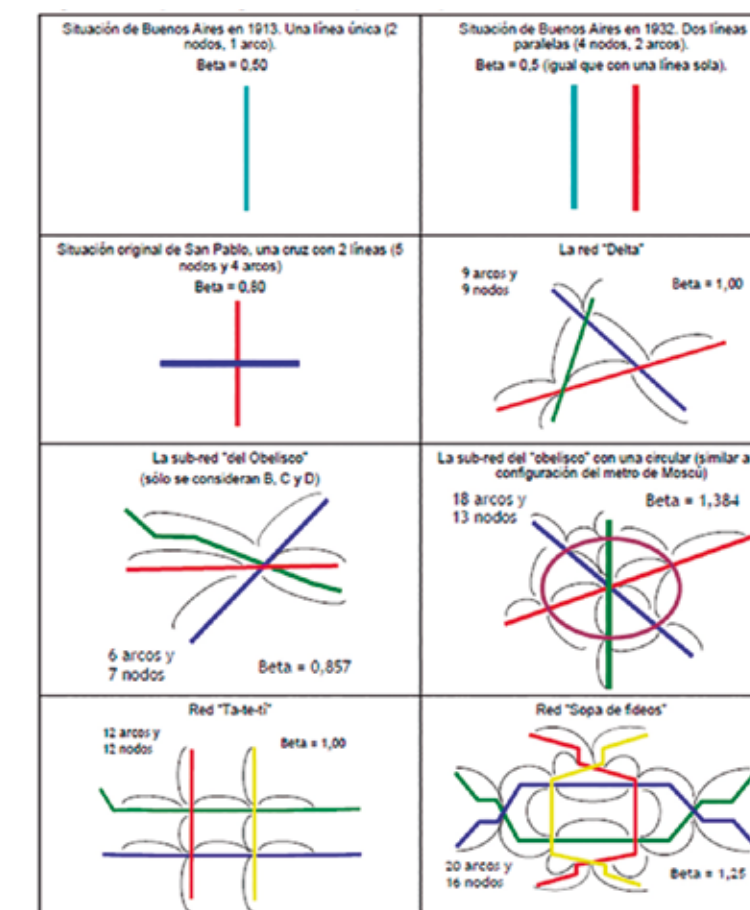 Situación de Buenos Aires en 1913. Una línea única (2
nodos, 1 arco).
Beta = 0,50
Situación de Buenos Aires en 1932. Dos líneas
paralelas (4 nodos, 2 arcos).
Beta = 0,5 (igual que con una línea sola).
Situación original de San Pablo, una cruz con 2 líneas (5
nodos y 4 arcos)
Beta = 0,80
La red "Delta"
9 arcos y
9 nodos
Beta = 1,00
La sub-red "del Obelisco"
(sólo se consideran B, C y D)
6 arcos y
7 nodos
Beta = 0,857
La sub-red del "obelisco" con una circular (similar a
configuración del metro de Moscú)
18 arcos y
13 nodos
Beta = 1,384
Red "Ta-te-tí"
12 arcos y
12 nodos
Beta = 1,00
Red "Sopa de fideos"
20 arcos y
16 nodos
Beta = 1,25